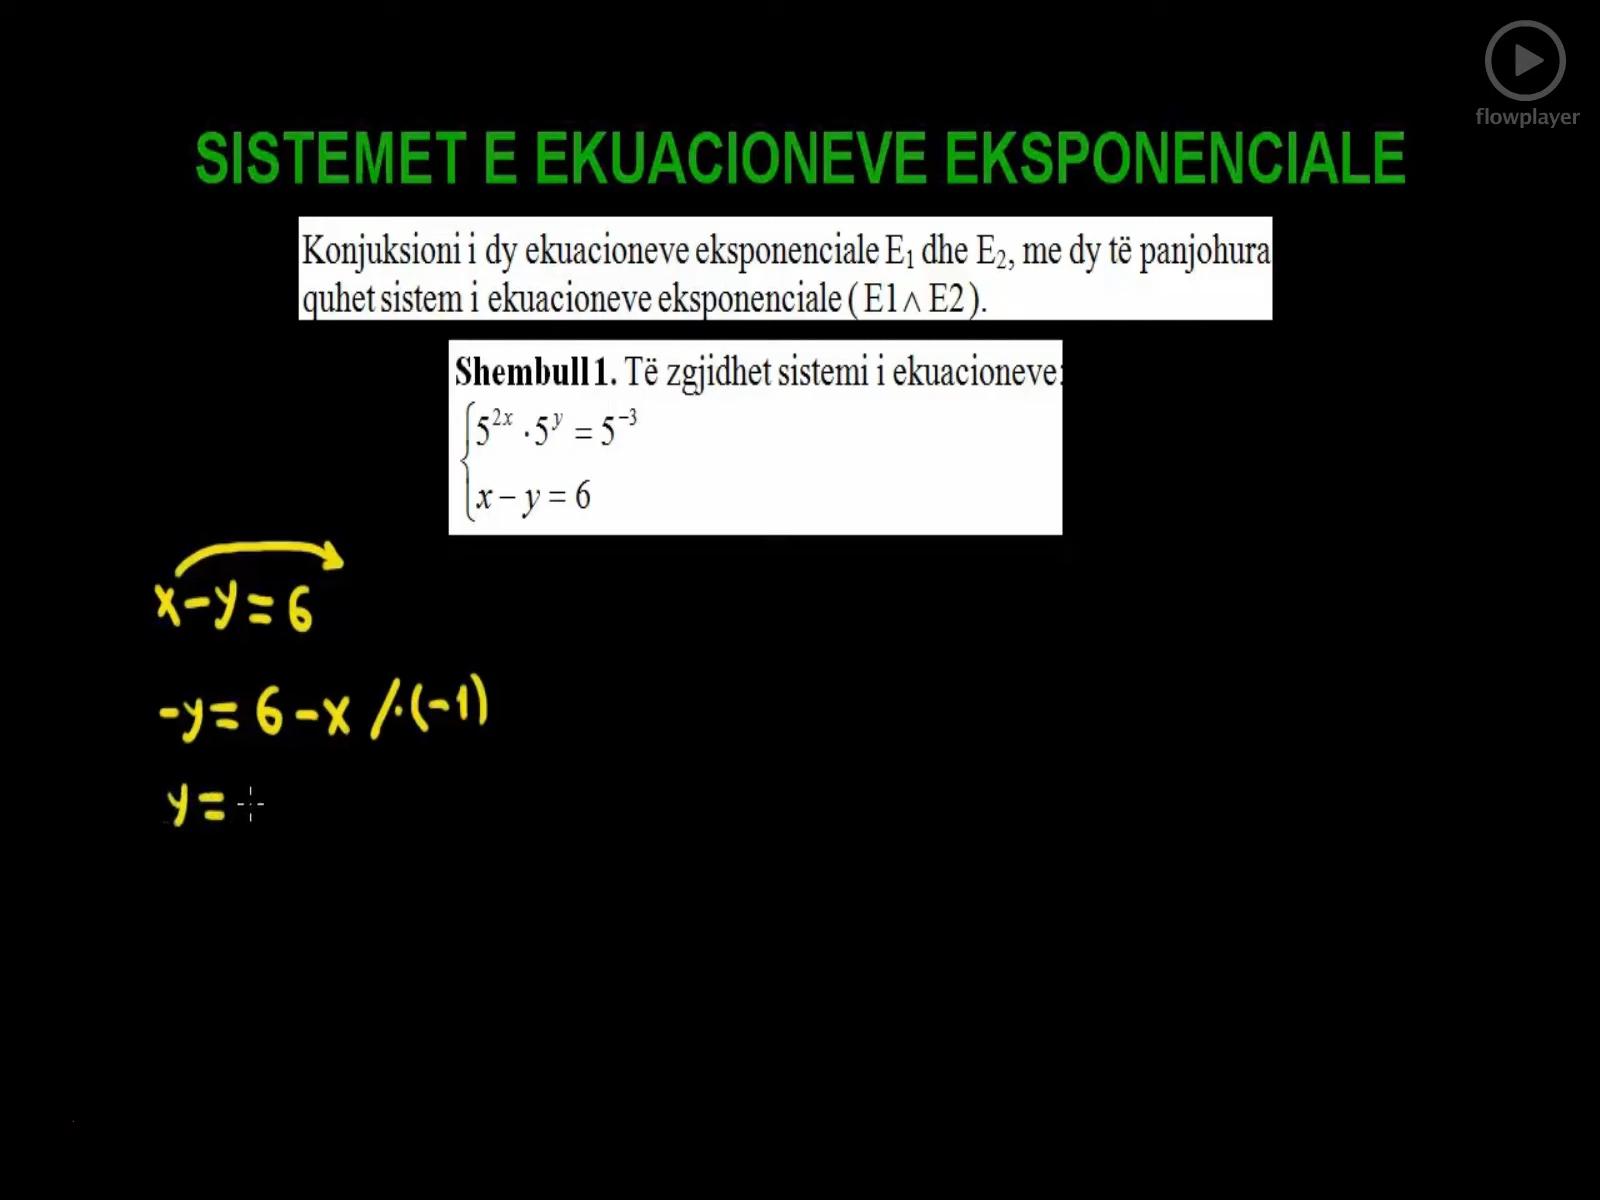 flowplayer
SISTEMET E EKUACIONEVE EKSPONENCIALE
Konjuksioni i dy ekuacioneve eksponenciale E₁ dhe E₂, me dy të panjohura
quhet sistem i ekuacioneve eksponenciale ( E1∧ E2 ).
Shembull 1. Të zgjidhet sistemi i ekuacioneve:
5^{2x} · 5^{y} = 5^{-3}
x − y = 6
x − y = 6
-y = 6 - x /·(-1)
y =